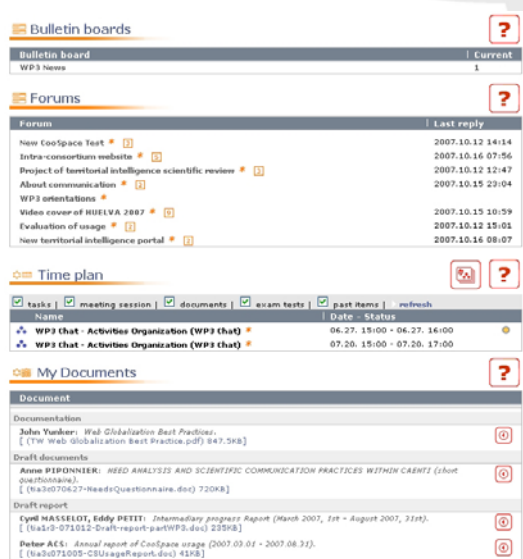 Bulletin boards
?
Bulletin board | Current
WP3 News 1
Forums
?
Forum | Last reply
New CooSpace Test * 2 2007.10.12 14:14
Intra-consortium website * 5 2007.10.16 07:56
Project of territorial intelligence scientific review * 2007.10.12 12:47
About communication * 2 2007.10.15 23:04
WP3 orientations *
Video cover of HUELVA 2007 * 2007.10.15 10:59
Evaluation of usage * 2007.10.12 15:01
New territorial intelligence portal * 2007.10.16 08:07
Time plan
?
tasks | meeting session | documents | exam tests | past items | refresh
Name | Date - Status
WP3 Chat - Activities Organization (WP3 Chat) * 06.27. 15:00 - 06.27. 16:00
WP3 Chat - Activities Organization (WP3 Chat) * 07.20. 15:00 - 07.20. 17:00
My Documents
?
Document
Documentation
John Yunker: Web Globalization Best Practices.
[ (TW Web Globalization Best Practice.pdf) 847.5KB]
Draft documents
Anne PIPONNIER: NEED ANALYSIS AND SCIENTIFIC COMMUNICATION PRACTICES WITHIN CAENTI (short
questionnaire).
[ (tia3c070627-NeedsQuestionnaire.doc) 720KB]
Draft report
Cyril MASSELOT, Eddy PETIT: Intermediary progress Report (March 2007, 1st - August 2007, 31st).
[ (tia1r3-071012-Draft-report-partWP3.doc) 235KB]
Peter ACS: Annual report of CooSpace usage (2007.03.01 - 2007.08.31).
[ (tia3c071005-CSUsageReport.doc) 41KB]